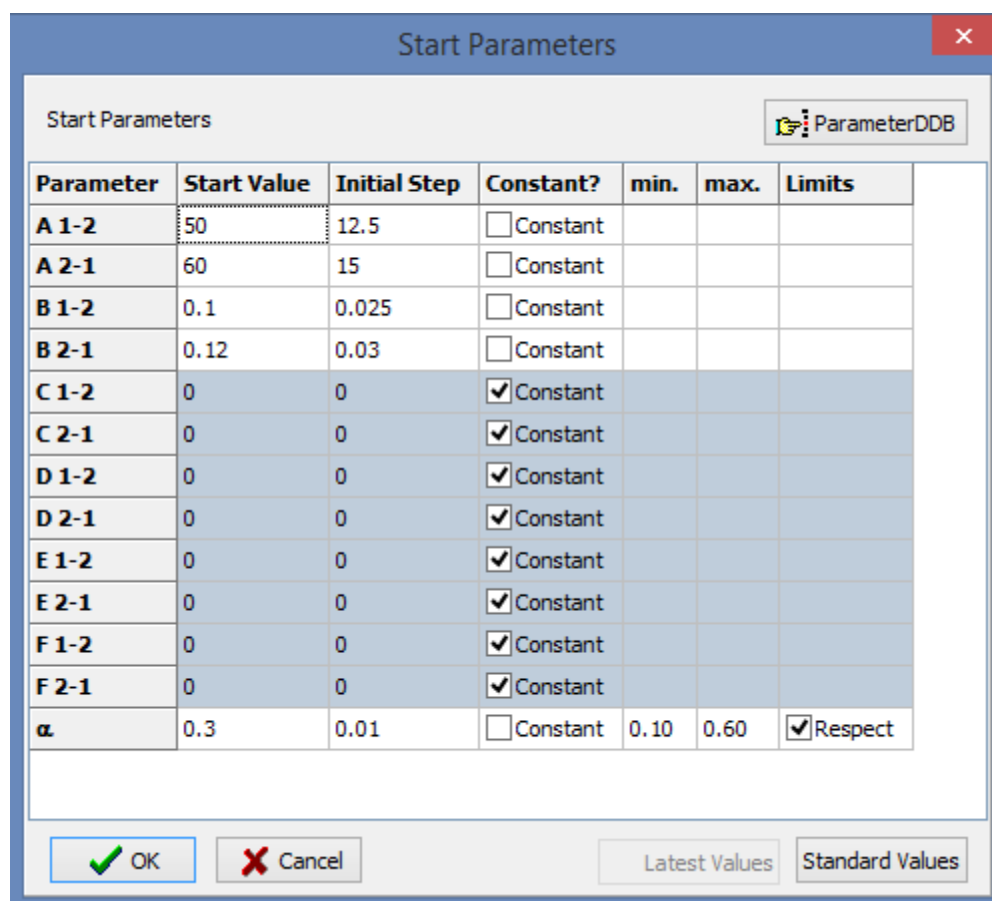 Start Parameters
Start Parameters
ParameterDDB
Parameter Start Value Initial Step Constant? min. max. Limits
A 1-2 50 12.5 Constant
A 2-1 60 15 Constant
B 1-2 0.1 0.025 Constant
B 2-1 0.12 0.03 Constant
C 1-2 0 0 Constant
C 2-1 0 0 Constant
D 1-2 0 0 Constant
D 2-1 0 0 Constant
E 1-2 0 0 Constant
E 2-1 0 0 Constant
F 1-2 0 0 Constant
F 2-1 0 0 Constant
α 0.3 0.01 Constant 0.10 0.60 Respect
OK Cancel Latest Values Standard Values